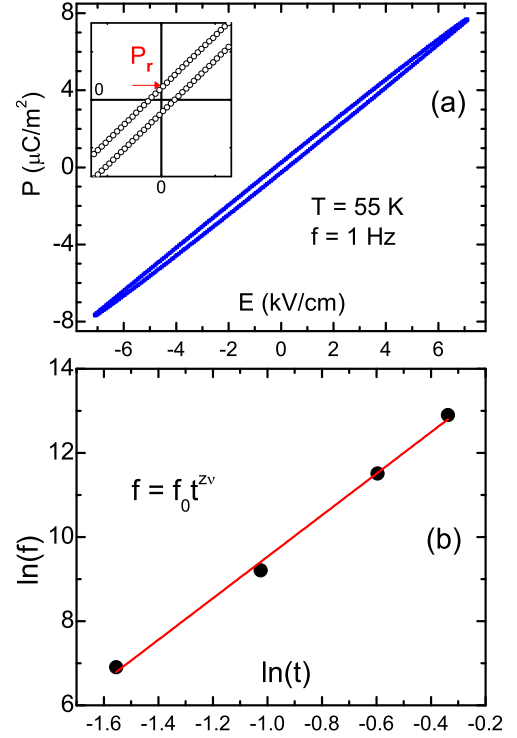 8
4
0
-4
-8
P (μC/m²)
P_r
0
0
(a)
T = 55 K
f = 1 Hz
E (kV/cm)
-6 -4 -2 0 2 4 6
14
12
10
8
6
ln(f)
f = f₀t^{zν}
(b)
ln(t)
-1.6 -1.4 -1.2 -1.0 -0.8 -0.6 -0.4 -0.2